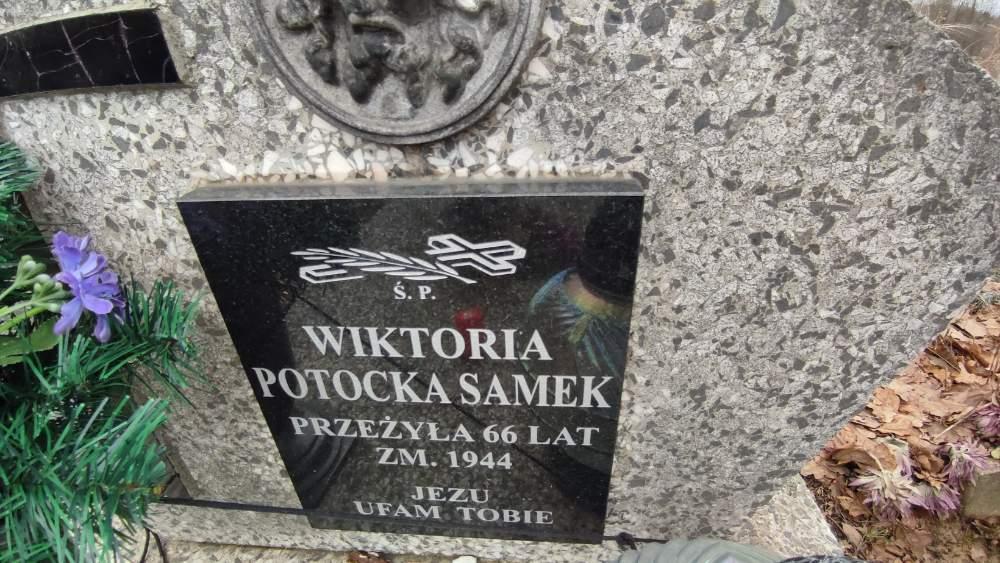 Ś. P.
WIKTORIA
POTOCKA SAMEK
PRZEŻYŁA 66 LAT
ZM. 1944
JEZU
UFAM TOBIE